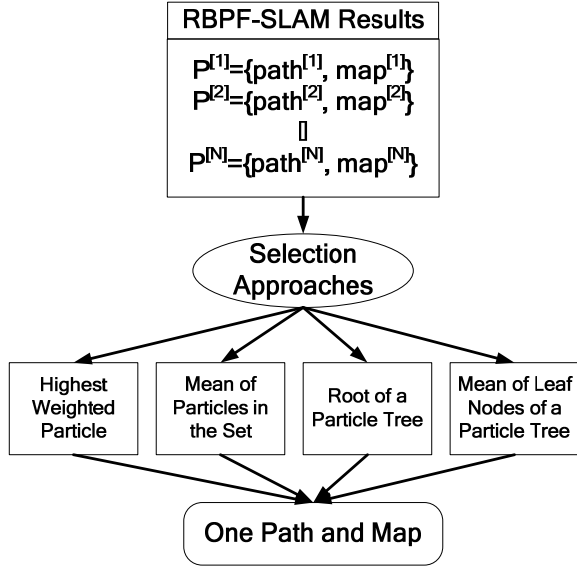 RBPF-SLAM Results
P[1]={path[1], map[1]}
P[2]={path[2], map[2]}
▯
P[N]={path[N], map[N]}
Selection
Approaches
Highest
Weighted
Particle
Mean of
Particles in
the Set
Root of a
Particle Tree
Mean of Leaf
Nodes of a
Particle Tree
One Path and Map